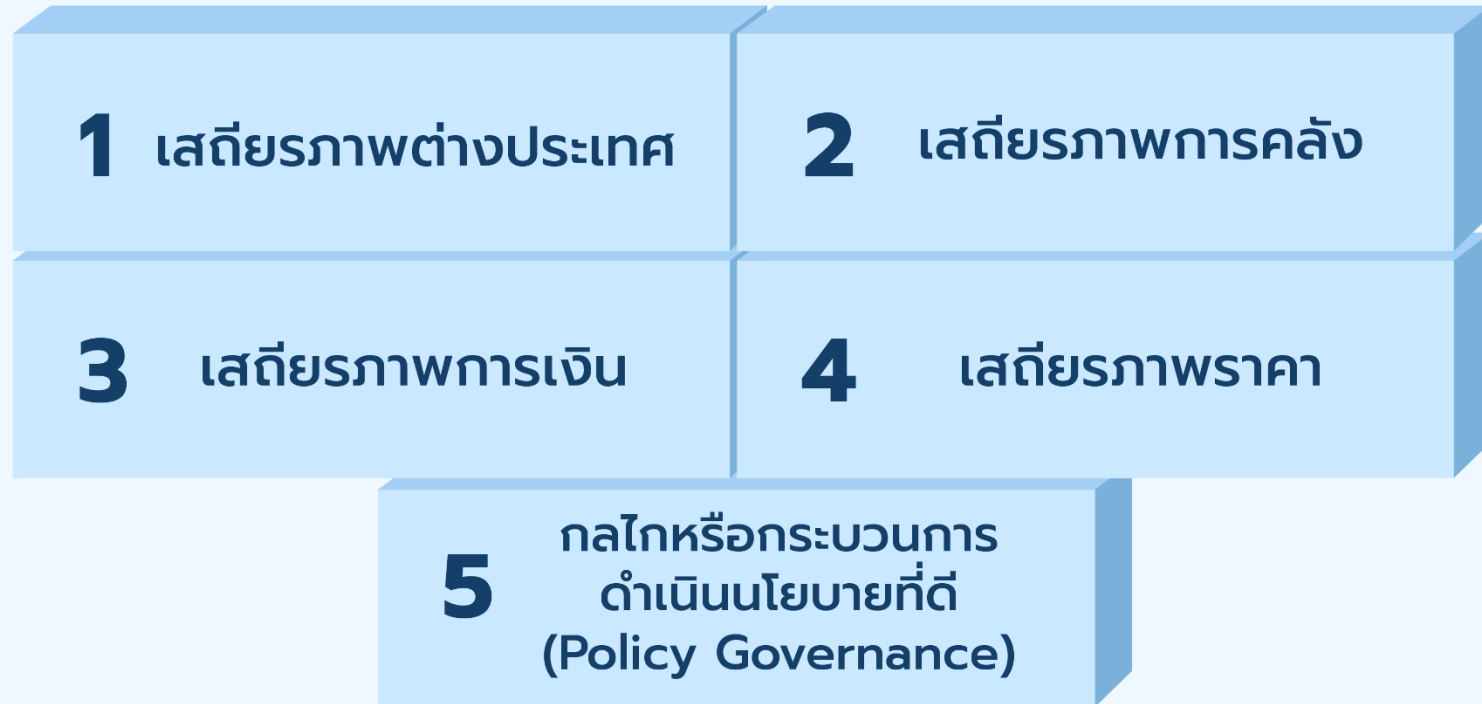 1 เสถียรภาพต่างประเทศ
2 เสถียรภาพการคลัง
3 เสถียรภาพการเงิน
4 เสถียรภาพราคา
5 กลไกหรือกระบวนการ
ดำเนินนโยบายที่ดี
(Policy Governance)